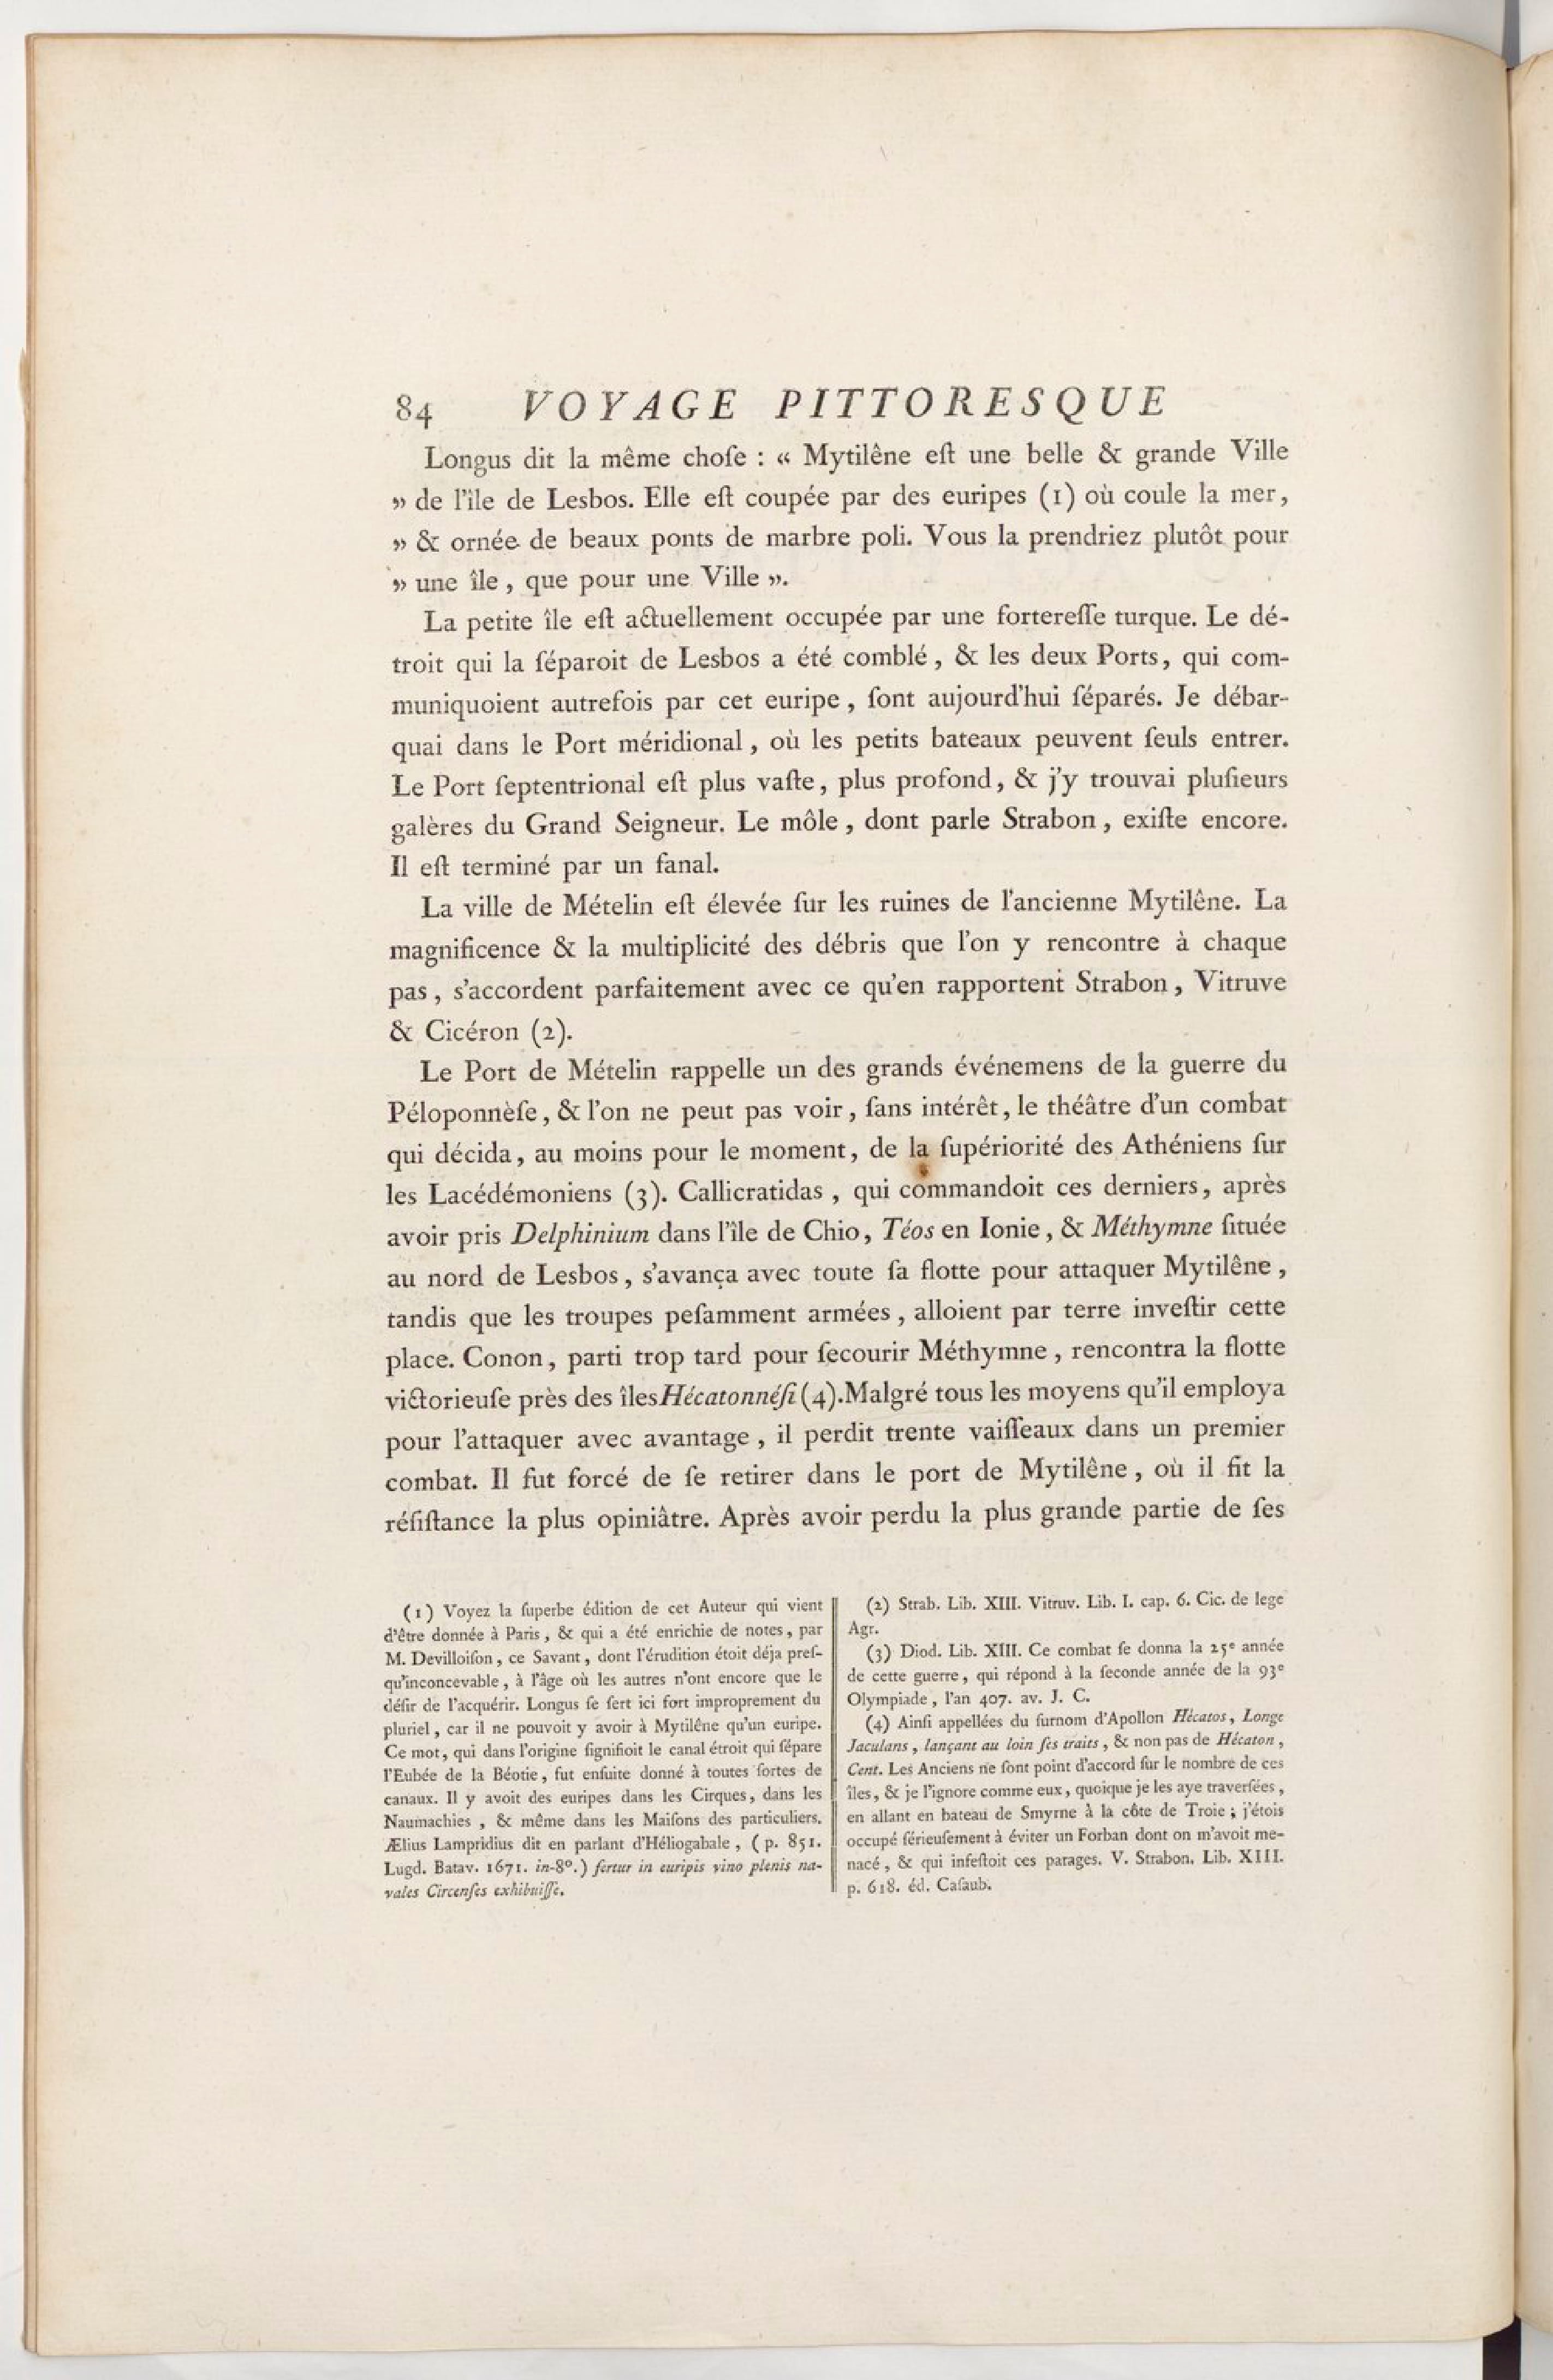 84 VOYAGE PITTORESQUE
Longus dit la même choſe : « Mytilêne eſt une belle & grande Ville
» de l'île de Lesbos. Elle eſt coupée par des euripes (1) où coule la mer,
» & ornée de beaux ponts de marbre poli. Vous la prendriez plutôt pour
» une île, que pour une Ville ».
La petite île eſt actuellement occupée par une fortereſſe turque. Le dé-
troit qui la ſéparoit de Lesbos a été comblé, & les deux Ports, qui com-
muniquoient autrefois par cet euripe, ſont aujourd'hui ſéparés. Je débar-
quai dans le Port méridional, où les petits bateaux peuvent ſeuls entrer.
Le Port ſeptentrional eſt plus vaſte, plus profond, & j'y trouvai pluſieurs
galères du Grand Seigneur. Le môle, dont parle Strabon, exiſte encore.
Il eſt terminé par un fanal.
La ville de Mételin eſt élevée ſur les ruines de l'ancienne Mytilêne. La
magnificence & la multiplicité des débris que l'on y rencontre à chaque
pas, s'accordent parfaitement avec ce qu'en rapportent Strabon, Vitruve
& Cicéron (2).
Le Port de Mételin rappelle un des grands événemens de la guerre du
Péloponnèſe, & l'on ne peut pas voir, ſans intérêt, le théâtre d'un combat
qui décida, au moins pour le moment, de la ſupériorité des Athéniens ſur
les Lacédémoniens (3). Callicratidas, qui commandoit ces derniers, après
avoir pris Delphinium dans l'île de Chio, Téos en Ionie, & Méthymne ſituée
au nord de Lesbos, s'avança avec toute ſa flotte pour attaquer Mytilêne,
tandis que les troupes peſamment armées, alloient par terre inveſtir cette
place. Conon, parti trop tard pour ſecourir Méthymne, rencontra la flotte
victorieuſe près des îles Hécatonnéſi (4). Malgré tous les moyens qu'il employa
pour l'attaquer avec avantage, il perdit trente vaiſſeaux dans un premier
combat. Il fut forcé de ſe retirer dans le port de Mytilêne, où il fit la
réſiſtance la plus opiniâtre. Après avoir perdu la plus grande partie de ſes
(1) Voyez la ſuperbe édition de cet Auteur qui vient
d'être donnée à Paris, & qui a été enrichie de notes, par
M. Devilloiſon, ce Savant, dont l'érudition étoit déja preſ-
qu'inconcevable, à l'âge où les autres n'ont encore que le
déſir de l'acquérir. Longus ſe ſert ici fort improprement du
pluriel, car il ne pouvoit y avoir à Mytilêne qu'un euripe.
Ce mot, qui dans l'origine ſignifioit le canal étroit qui ſépare
l'Eubée de la Béotie, fut enſuite donné à toutes ſortes de
canaux. Il y avoit des euripes dans les Cirques, dans les
Naumachies, & même dans les Maiſons des particuliers.
Ælius Lampridius dit en parlant d'Héliogabale, (p. 851.
Lugd. Batav. 1671. in-8°.) fertur in euripis vino plenis na-
vales Circenſes exhibuiſſe.
(2) Strab. Lib. XIII. Vitruv. Lib. I. cap. 6. Cic. de lege
Agr.
(3) Diod. Lib. XIII. Ce combat ſe donna la 25e année
de cette guerre, qui répond à la ſeconde année de la 93e
Olympiade, l'an 407. av. J. C.
(4) Ainſi appellées du ſurnom d'Apollon Hècatos, Longe
Jaculans, lançant au loin ſes traits, & non pas de Hécaton,
Cent. Les Anciens ne ſont point d'accord ſur le nombre de ces
îles, & je l'ignore comme eux, quoique je les aye traverſées,
en allant en bateau de Smyrne à la côte de Troie ; j'étois
occupé ſérieuſement à éviter un Forban dont on m'avoit me-
nacé, & qui infeſtoit ces parages. V. Strabon. Lib. XIII.
p. 618. éd. Caſaub.